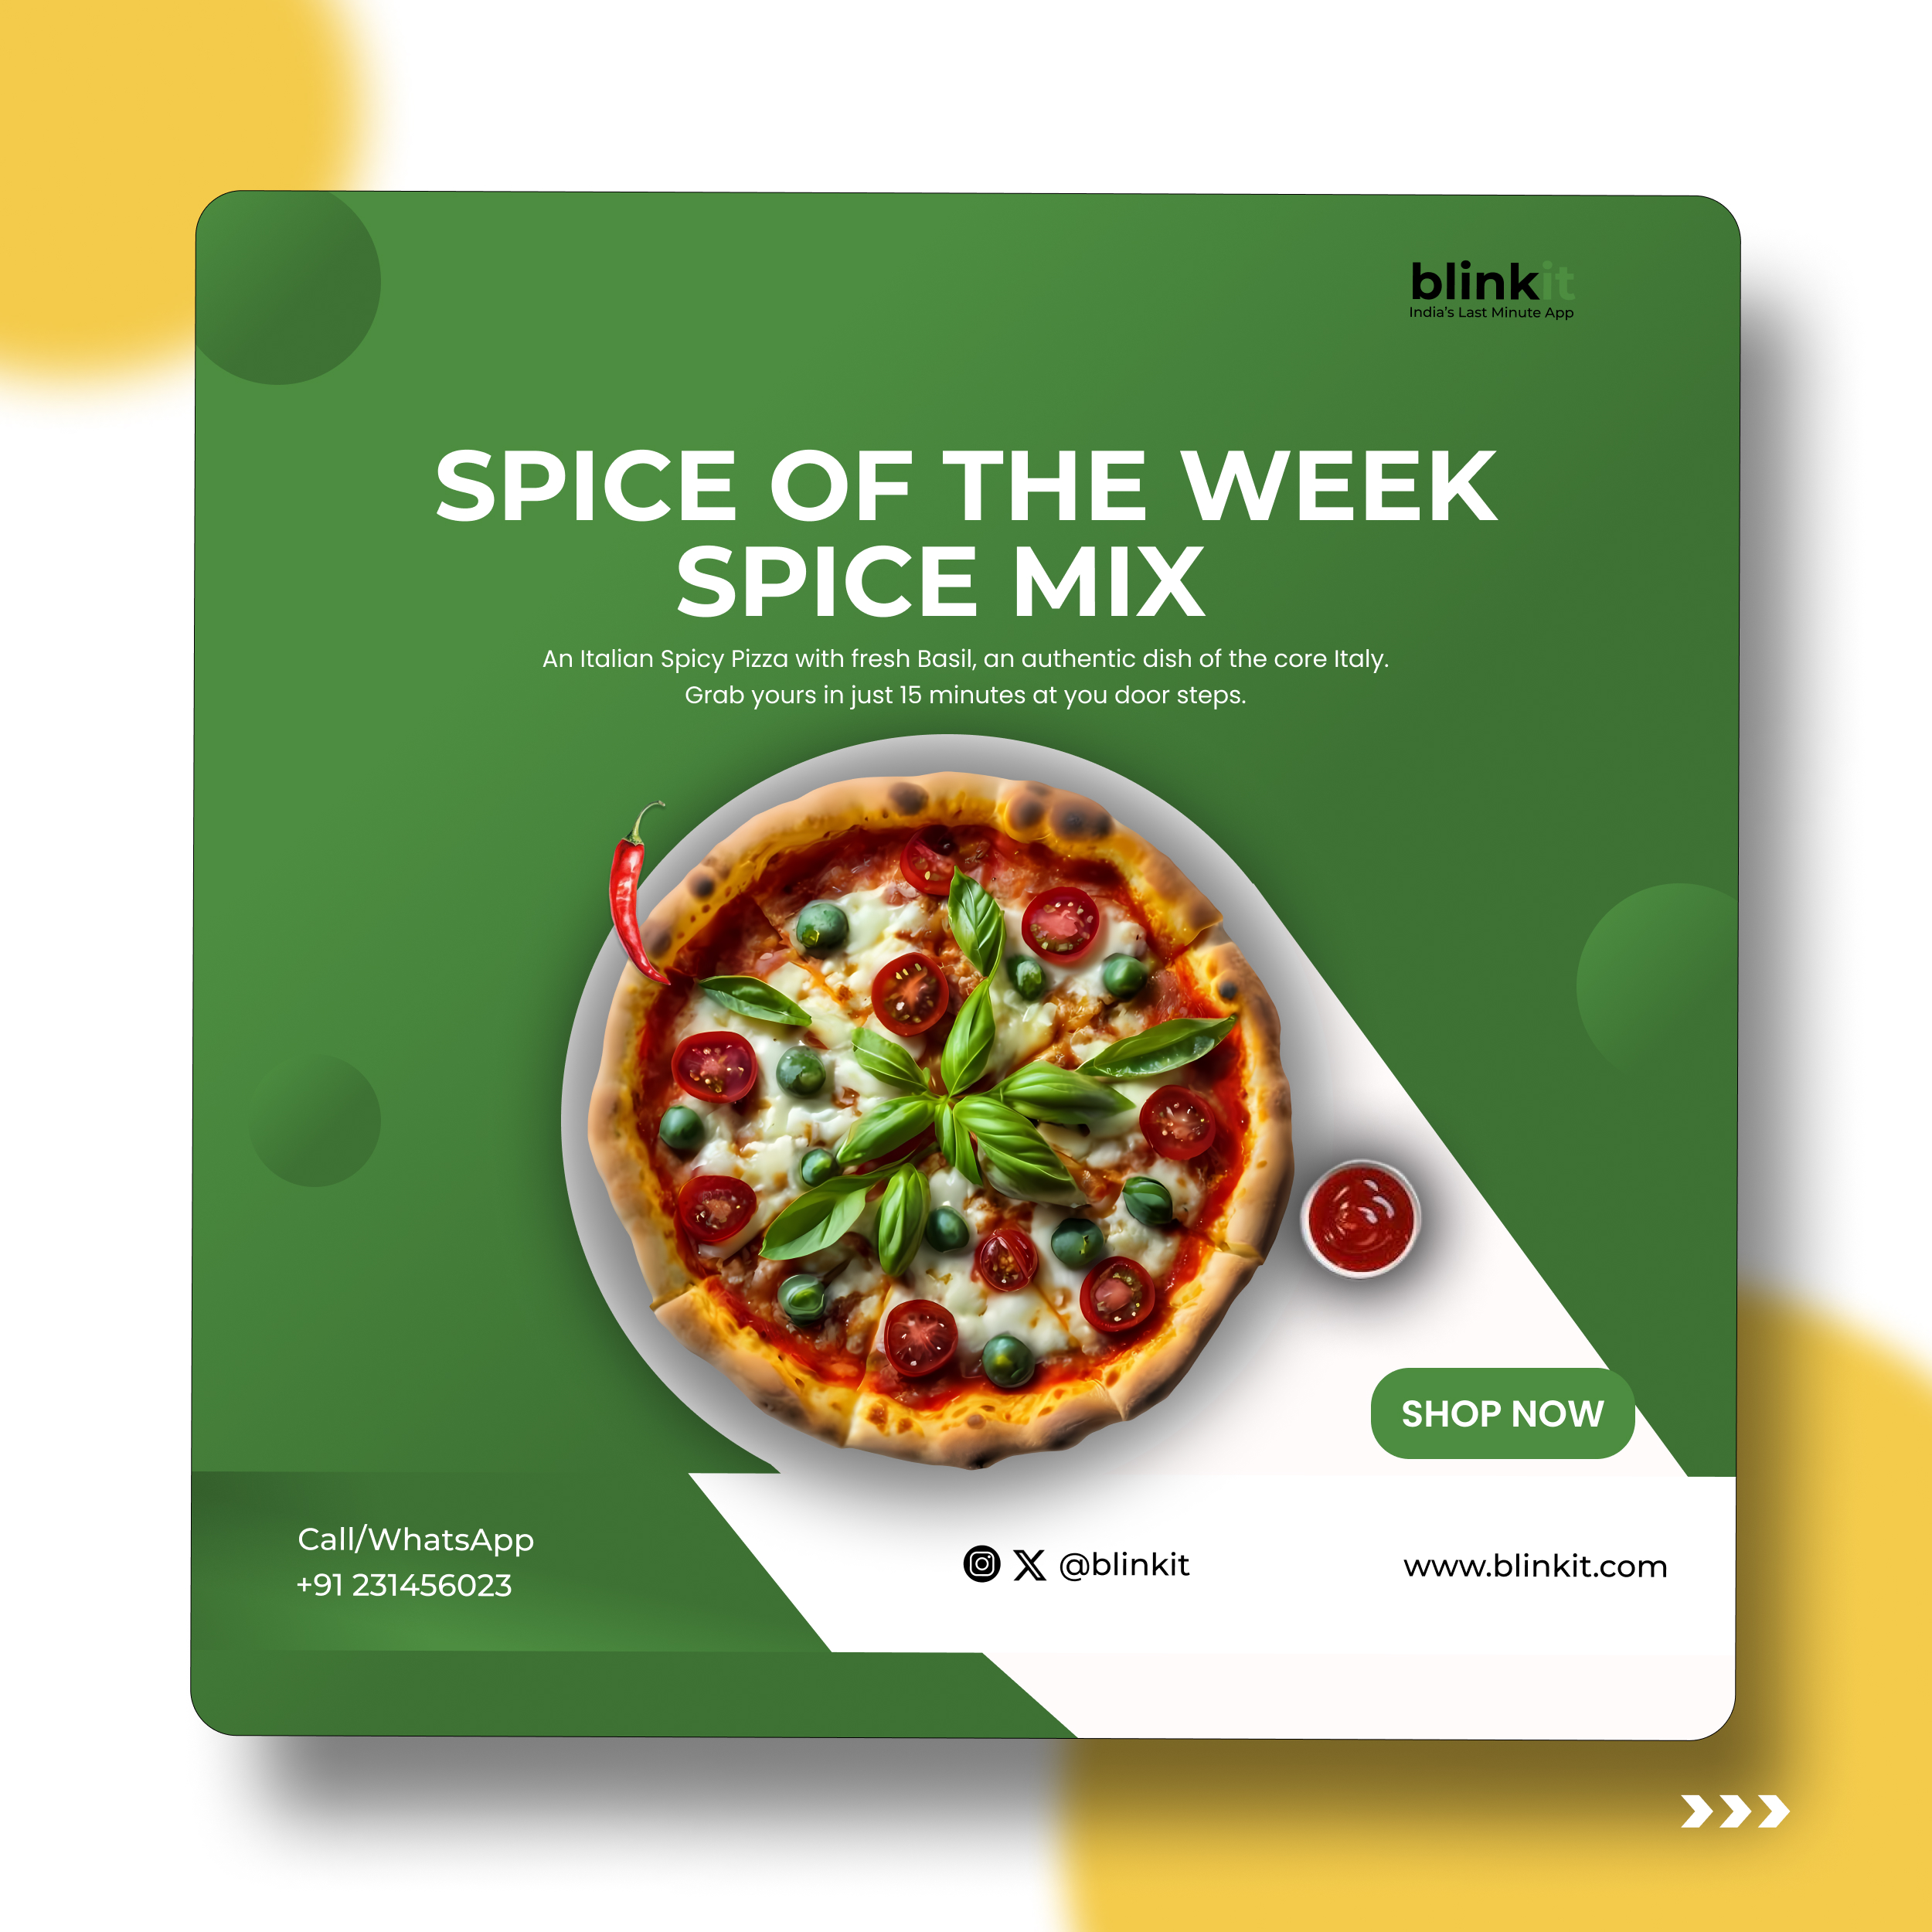 blinkit
India's Last Minute App
SPICE OF THE WEEK
SPICE MIX
An Italian Spicy Pizza with fresh Basil, an authentic dish of the core Italy.
Grab yours in just 15 minutes at you door steps.
SHOP NOW
Call/WhatsApp
+91 231456023
@blinkit
www.blinkit.com